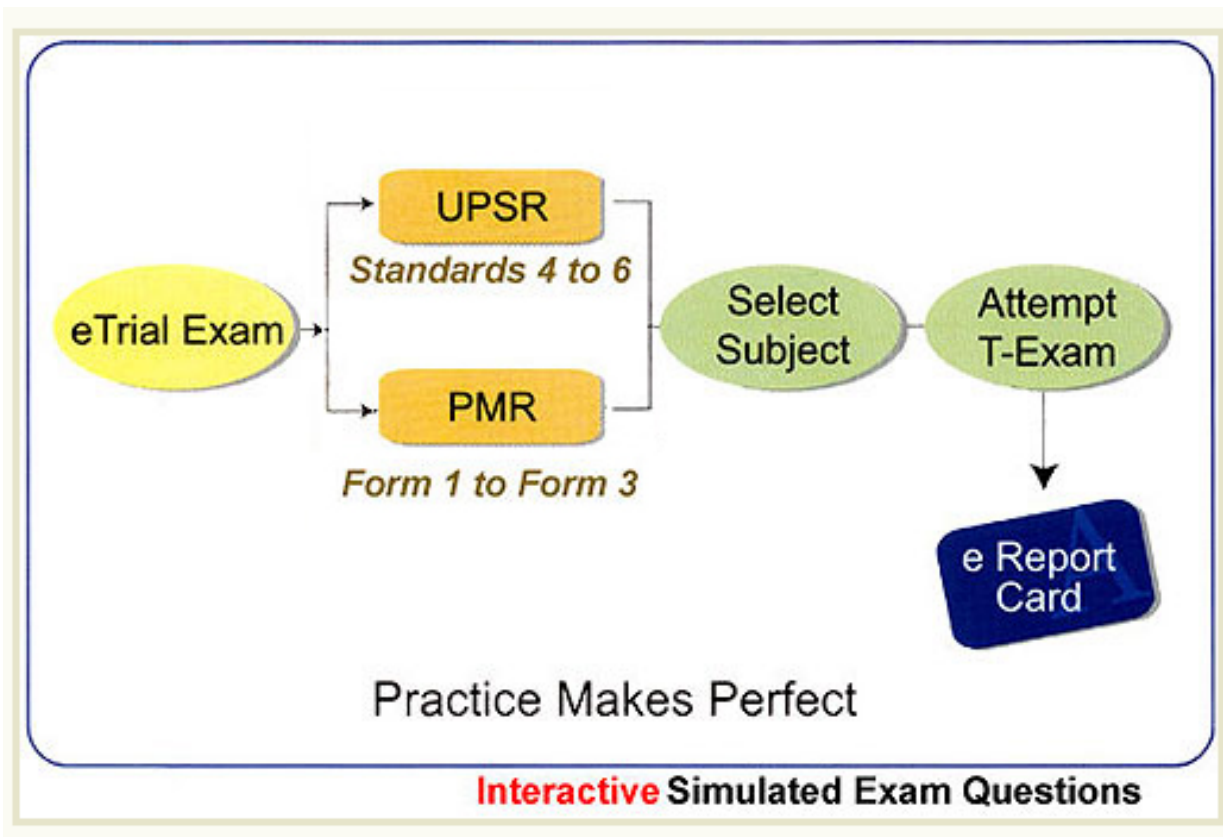 eTrial Exam
UPSR
Standards 4 to 6
PMR
Form 1 to Form 3
Select
Subject
Attempt
T-Exam
A
e Report
Card
Practice Makes Perfect
Interactive Simulated Exam Questions